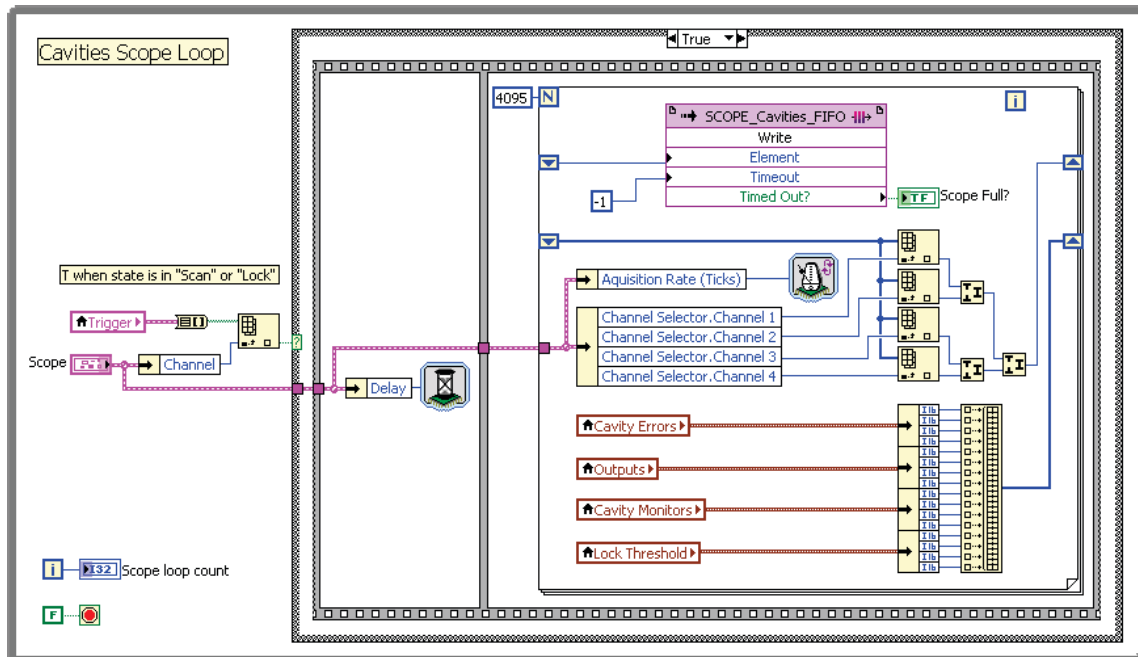 Cavities Scope Loop
True
4095
N
i
SCOPE_Cavities_FIFO
Write
Element
Timeout
Timed Out?
-1
TF
Scope Full?
T when state is in "Scan" or "Lock"
Trigger
Scope
Channel
?
Delay
Aquisition Rate (Ticks)
Channel Selector.Channel 1
Channel Selector.Channel 2
Channel Selector.Channel 3
Channel Selector.Channel 4
Cavity Errors
Outputs
Cavity Monitors
Lock Threshold
i
I32
Scope loop count
F